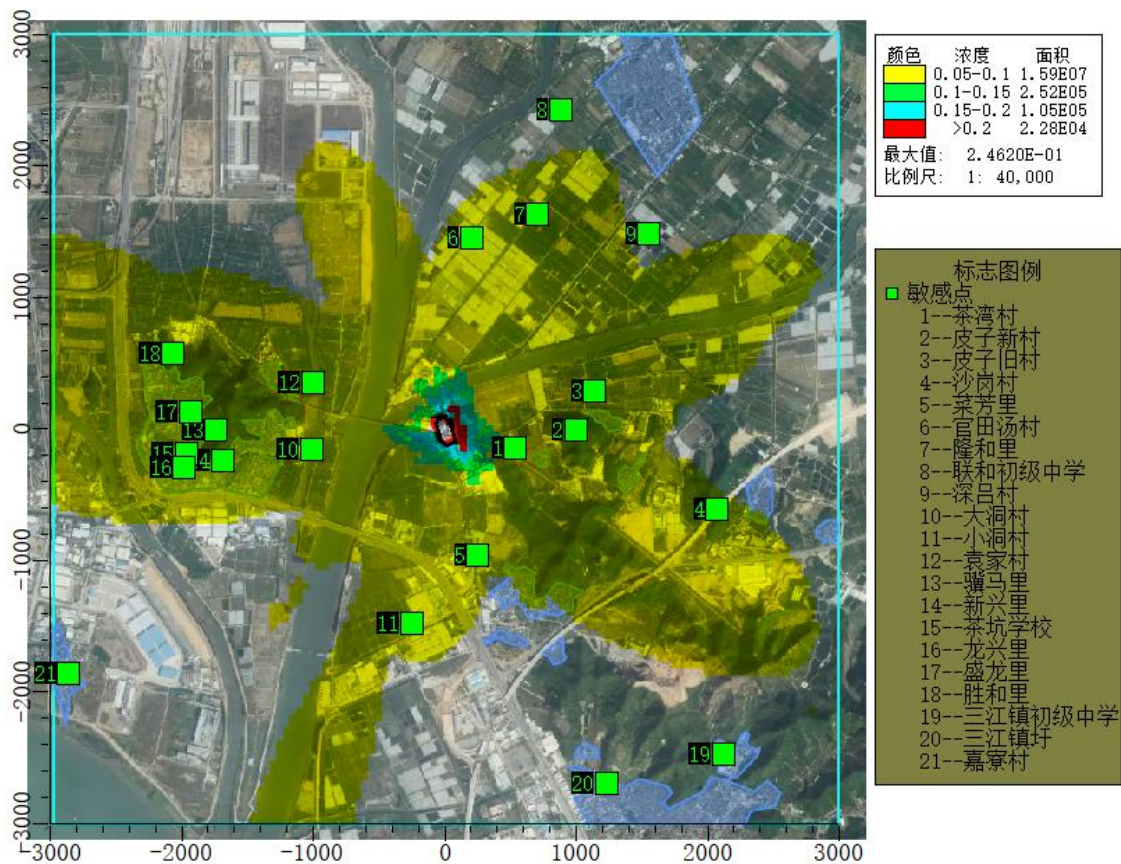 颜色 浓度 面积
0.05-0.1 1.59E07
0.1-0.15 2.52E05
0.15-0.2 1.05E05
>0.2 2.28E04
最大值: 2.4620E-01
比例尺: 1: 40,000
标志图例
敏感点
1--茶湾村
2--皮子新村
3--皮子旧村
4--沙岗村
5--菜芳里
6--官田汤村
7--隆和里
8--联和初级中学
9--深吕村
10--大洞村
11--小洞村
12--袁家村
13--骥马里
14--新兴里
15--茶坑学校
16--龙兴里
17--盛龙里
18--胜和里
19--三江镇初级中学
20--三江镇圩
21--嘉寮村
3000
2000
1000
0
-1000
-2000
-3000
8
7
6
9
18
12
3
17
13
2
1
10
15
14
16
4
5
11
21
19
20
-3000 -2000 -1000 0 1000 2000 3000